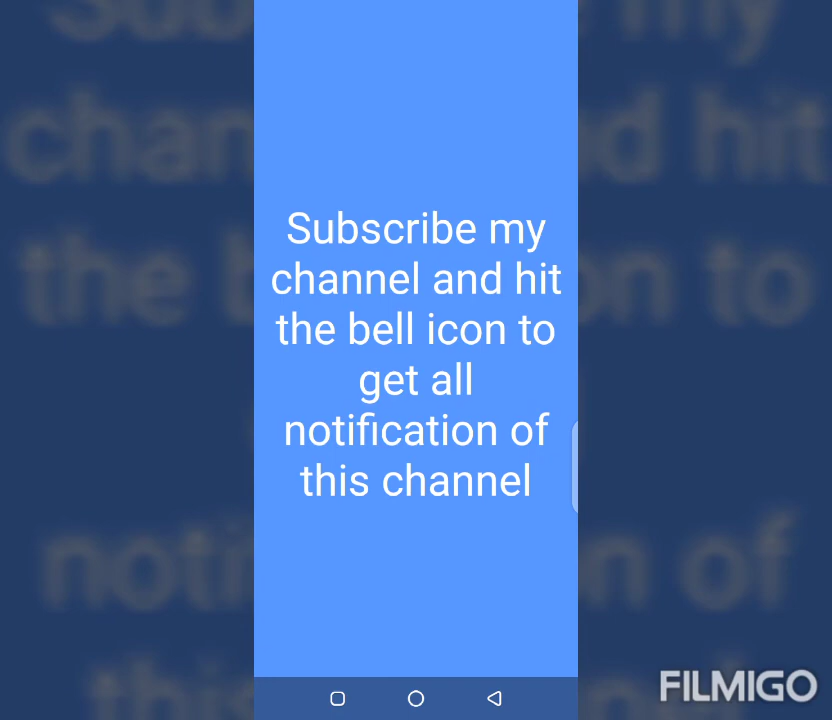 Subscribe my
channel and hit
the bell icon to
get all
notification of
this channel
FILMIGO